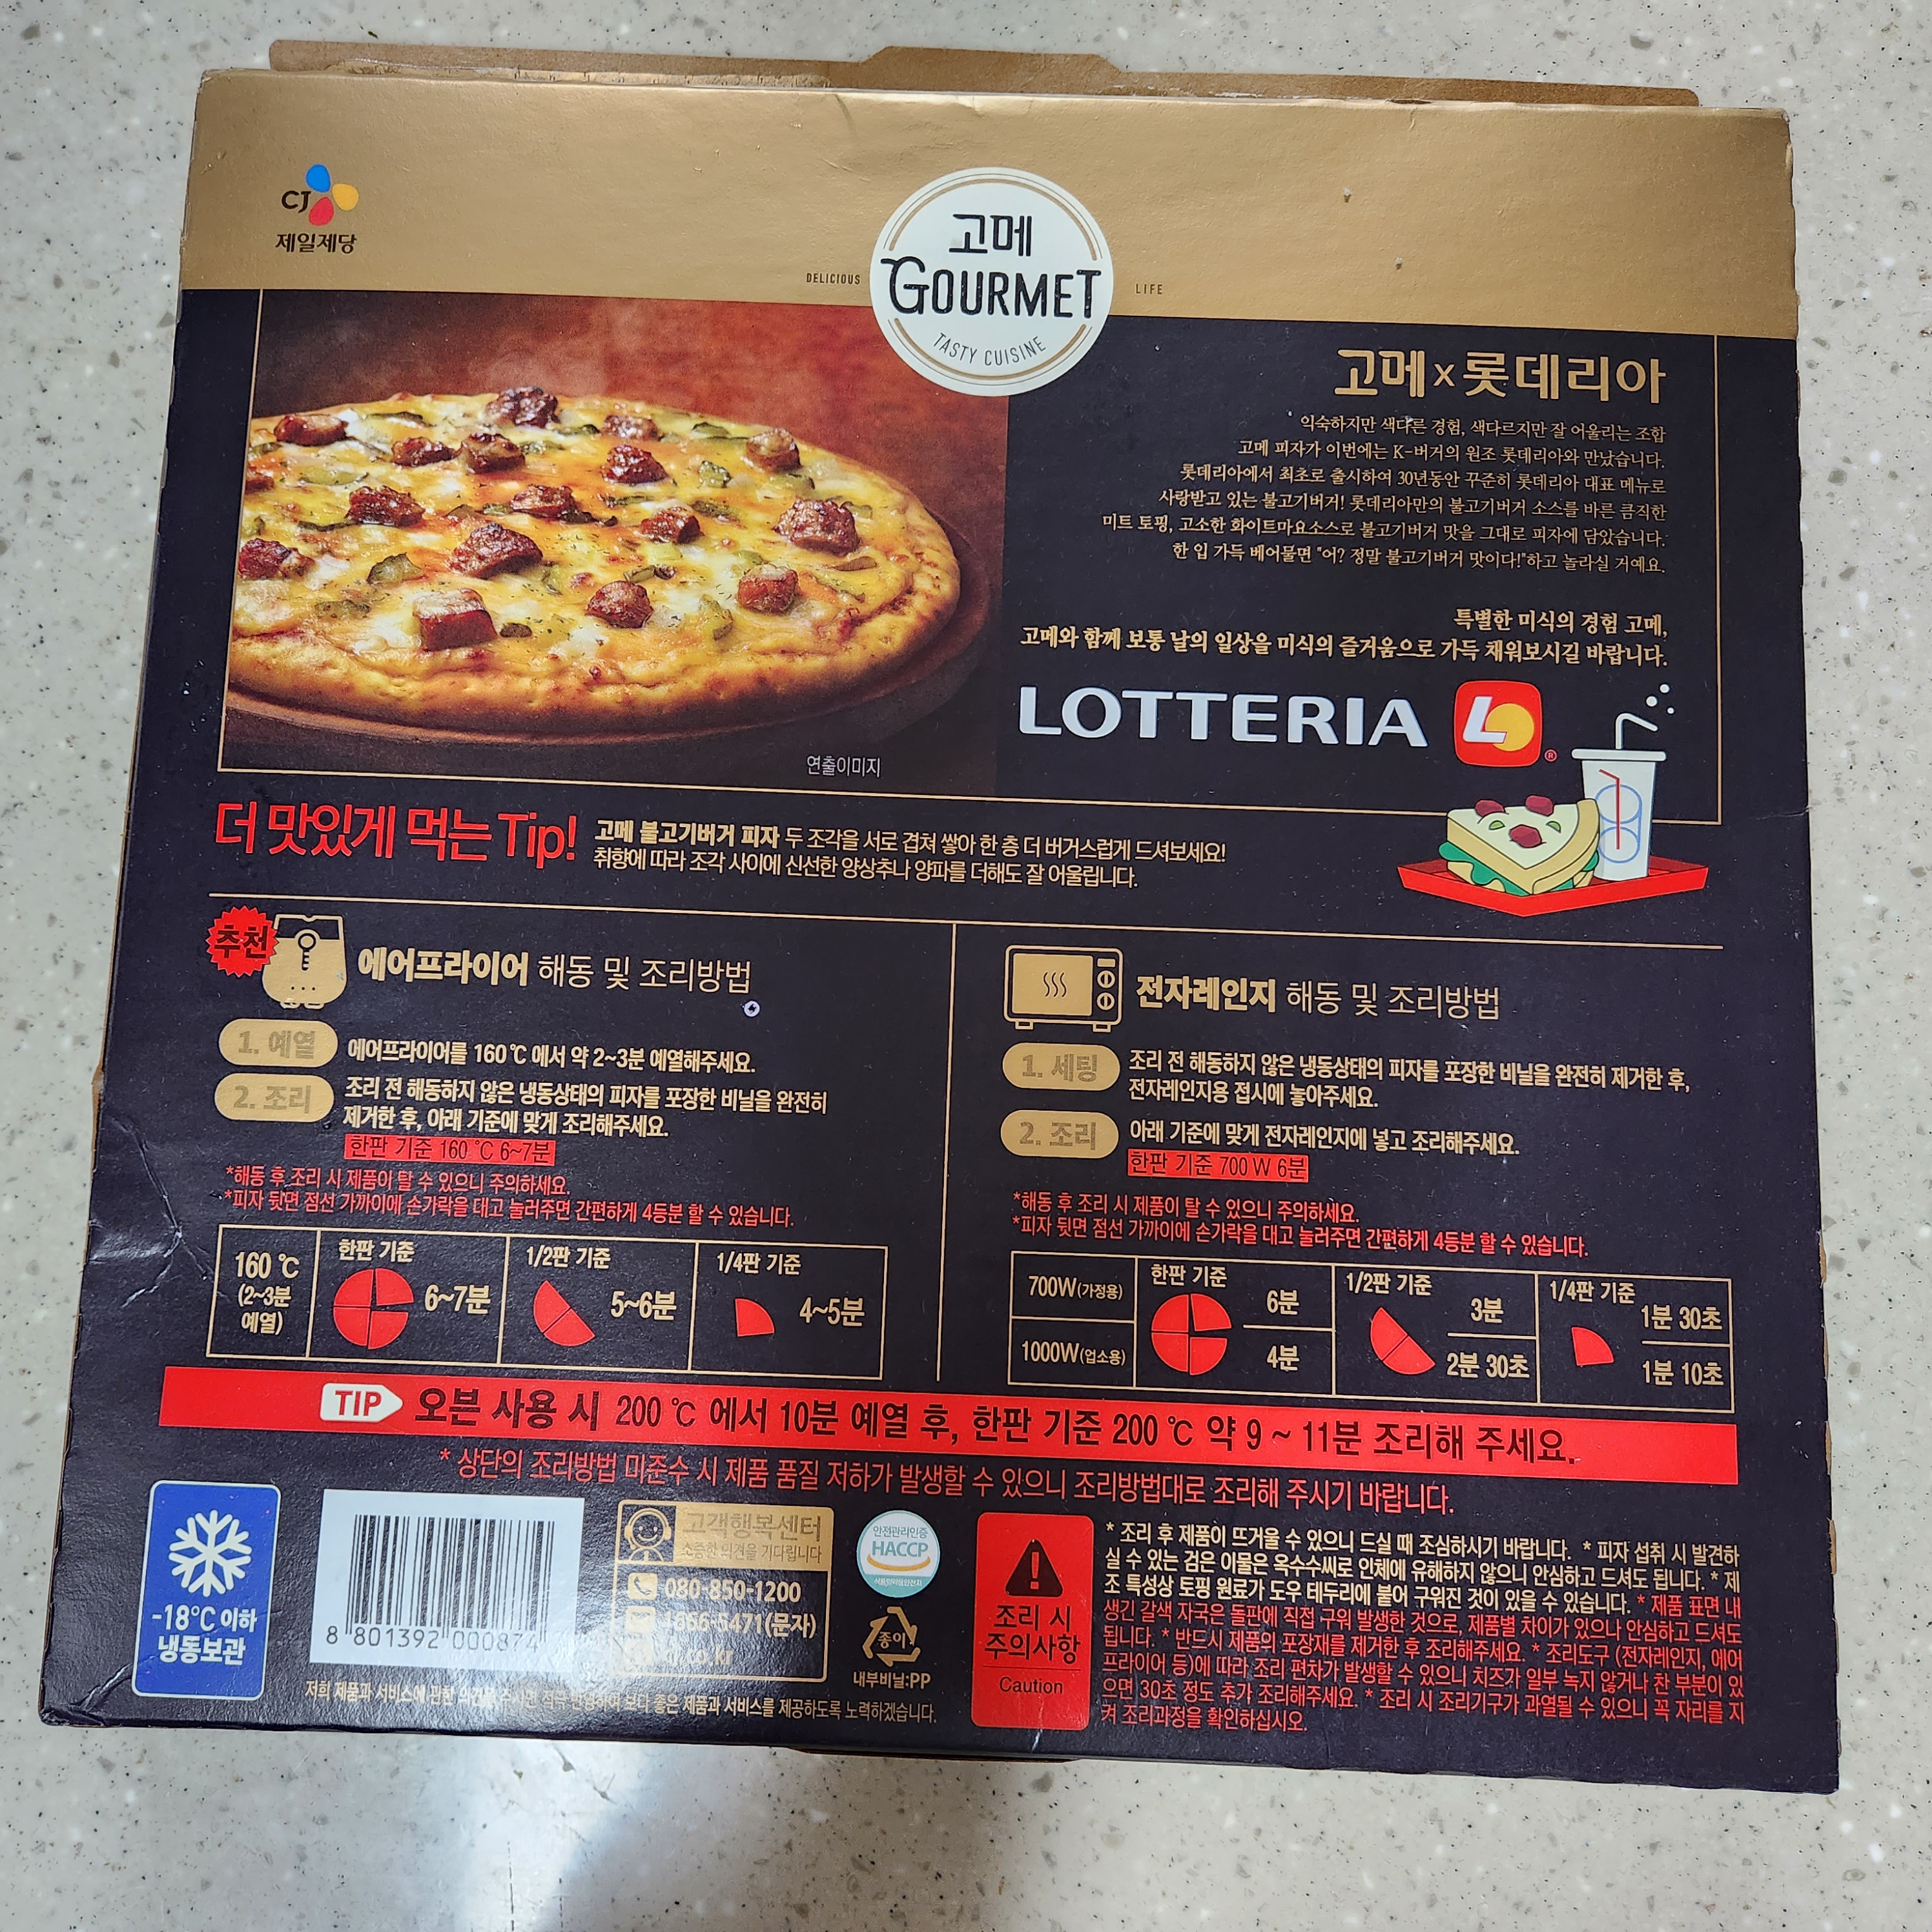 CJ
제일제당
고메
GOURMET
TASTY CUISINE
DELICIOUS
LIFE
고메x롯데리아
익숙하지만 색다른 경험, 색다르지만 잘 어울리는 조합
고메 피자가 이번에는 K-버거의 원조 롯데리아와 만났습니다.
롯데리아에서 최초로 출시하여 30년동안 꾸준히 롯데리아 대표 메뉴로
사랑받고 있는 불고기버거! 롯데리아만의 불고기버거 소스를 바른 큼직한
미트 토핑, 고소한 화이트마요소스로 불고기버거 맛을 그대로 피자에 담았습니다.
한 입 가득 베어물면 "어? 정말 불고기버거 맛이다!"하고 놀라실 거예요.
특별한 미식의 경험 고메,
고메와 함께 보통 날의 일상을 미식의 즐거움으로 가득 채워보시길 바랍니다.
LOTTERIA L ®
연출이미지
더 맛있게 먹는 Tip!
고메 불고기버거 피자 두 조각을 서로 겹쳐 쌓아 한 층 더 버거스럽게 드셔보세요!
취향에 따라 조각 사이에 신선한 양상추나 양파를 더해도 잘 어울립니다.
추천
에어프라이어 해동 및 조리방법
1. 예열
에어프라이어를 160℃ 에서 약 2~3분 예열해주세요.
2. 조리
조리 전 해동하지 않은 냉동상태의 피자를 포장한 비닐을 완전히
제거한 후, 아래 기준에 맞게 조리해주세요.
한판 기준 160 ℃ 6~7분
*해동 후 조리 시 제품이 탈 수 있으니 주의하세요.
*피자 뒷면 점선 가까이에 손가락을 대고 눌러주면 간편하게 4등분 할 수 있습니다.
160 ℃
(2~3분
예열)
한판 기준
6~7분
1/2판 기준
5~6분
1/4판 기준
4~5분
전자레인지 해동 및 조리방법
1. 세팅
조리 전 해동하지 않은 냉동상태의 피자를 포장한 비닐을 완전히 제거한 후,
전자레인지용 접시에 놓아주세요.
2. 조리
아래 기준에 맞게 전자레인지에 넣고 조리해주세요.
한판 기준 700 W 6분
*해동 후 조리 시 제품이 탈 수 있으니 주의하세요.
*피자 뒷면 점선 가까이에 손가락을 대고 눌러주면 간편하게 4등분 할 수 있습니다.
700W(가정용)
1000W(업소용)
한판 기준
6분
4분
1/2판 기준
3분
2분 30초
1/4판 기준
1분 30초
1분 10초
TIP 오븐 사용 시 200 ℃ 에서 10분 예열 후, 한판 기준 200 ℃ 약 9 ~ 11분 조리해 주세요.
* 상단의 조리방법 미준수 시 제품 품질 저하가 발생할 수 있으니 조리방법대로 조리해 주시기 바랍니다.
-18℃ 이하
냉동보관
8 801392 000874
고객행복센터
소중한 의견을 기다립니다
080-850-1200
1866-5471(문자)
cj.co.kr
안전관리인증
HACCP
종이
내부비닐:PP
저희 제품과 서비스에 관한 의견을 주시면 적극 반영하여 보다 좋은 제품과 서비스를 제공하도록 노력하겠습니다.
조리 시
주의사항
Caution
* 조리 후 제품이 뜨거울 수 있으니 드실 때 조심하시기 바랍니다. * 피자 섭취 시 발견하
실 수 있는 검은 이물은 옥수수씨로 인체에 유해하지 않으니 안심하고 드셔도 됩니다. * 제
조 특성상 토핑 원료가 도우 테두리에 붙어 구워진 것이 있을 수 있습니다. * 제품 표면 내
생긴 갈색 자국은 돌판에 직접 구워 발생한 것으로, 제품별 차이가 있으나 안심하고 드셔도
됩니다. * 반드시 제품의 포장재를 제거한 후 조리해주세요. * 조리도구 (전자레인지, 에어
프라이어 등)에 따라 조리 편차가 발생할 수 있으니 치즈가 일부 녹지 않거나 찬 부분이 있
으면 30초 정도 추가 조리해주세요. * 조리 시 조리기구가 과열될 수 있으니 꼭 자리를 지
켜 조리과정을 확인하십시오.